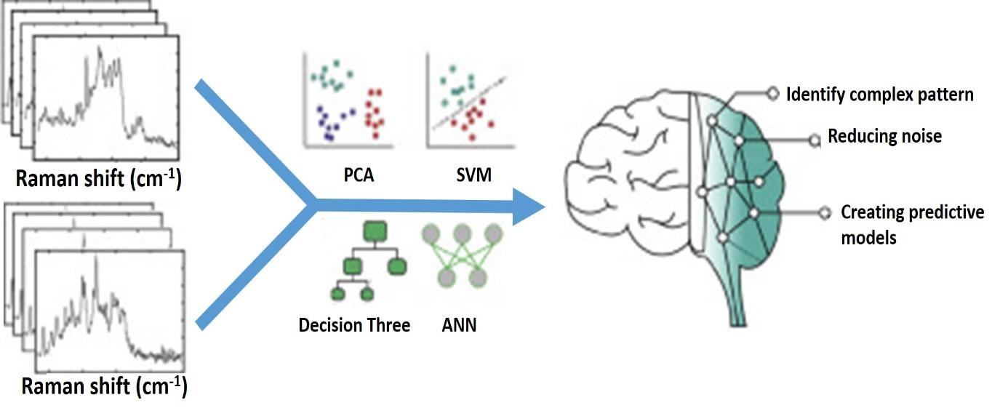 Raman shift (cm-1)
Raman shift (cm-1)
PCA
SVM
Decision Three
ANN
Identify complex pattern
Reducing noise
Creating predictive
models